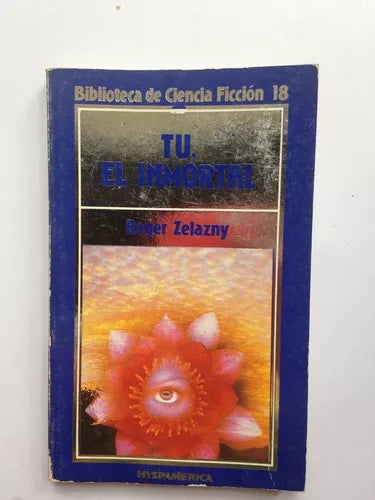 Biblioteca de Ciencia Ficción 18
TU,
EL INMORTAL
Roger Zelazny
HYSPAMERICA